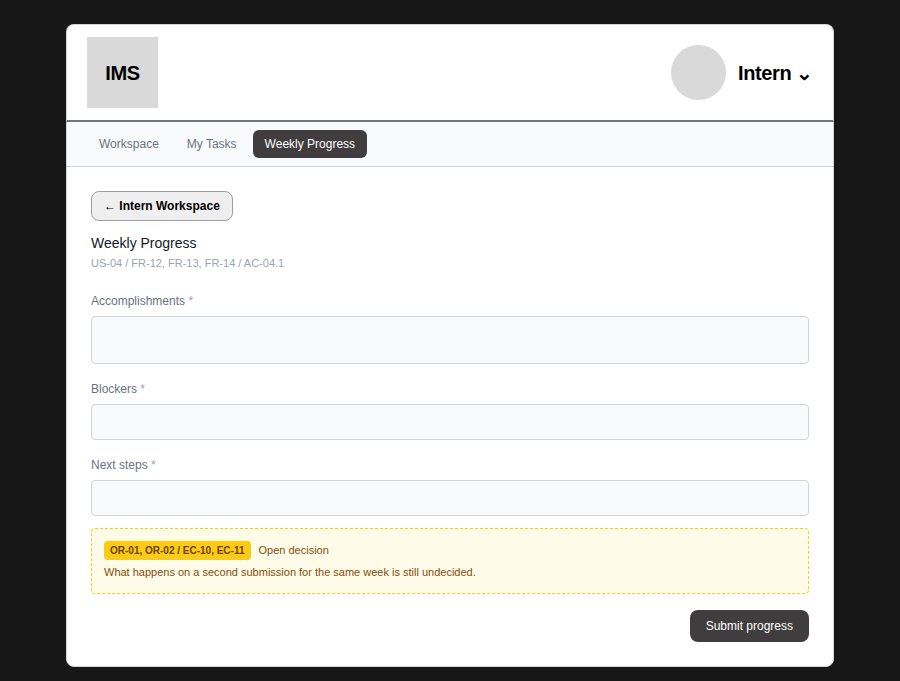 IMS
Intern
Workspace My Tasks Weekly Progress
← Intern Workspace
Weekly Progress
US-04 / FR-12, FR-13, FR-14 / AC-04.1
Accomplishments *
Blockers *
Next steps *
OR-01, OR-02 / EC-10, EC-11 Open decision
What happens on a second submission for the same week is still undecided.
Submit progress